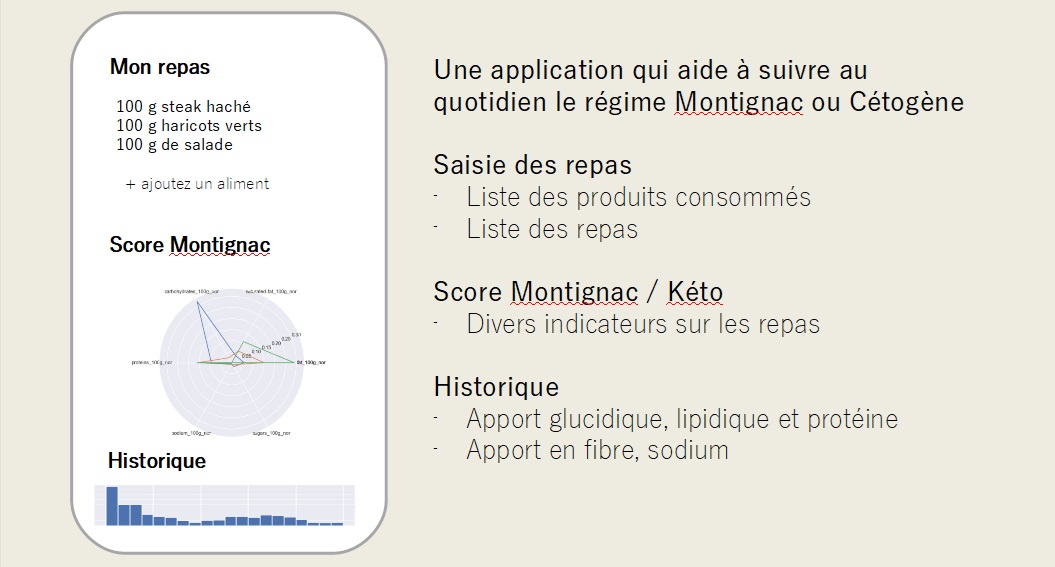 Mon repas
100 g steak haché
100 g haricots verts
100 g de salade
+ ajoutez un aliment
Score Montignac
carbohydrates_100g_nor
proteins_100g_nor
fat_100g_nor
sodium_100g_nor
sugars_100g_nor
0.05
0.10
0.15
0.20
0.25
0.30
Historique
Une application qui aide à suivre au
quotidien le régime Montignac ou Cétogène
Saisie des repas
- Liste des produits consommés
- Liste des repas
Score Montignac / Kéto
- Divers indicateurs sur les repas
Historique
- Apport glucidique, lipidique et protéine
- Apport en fibre, sodium